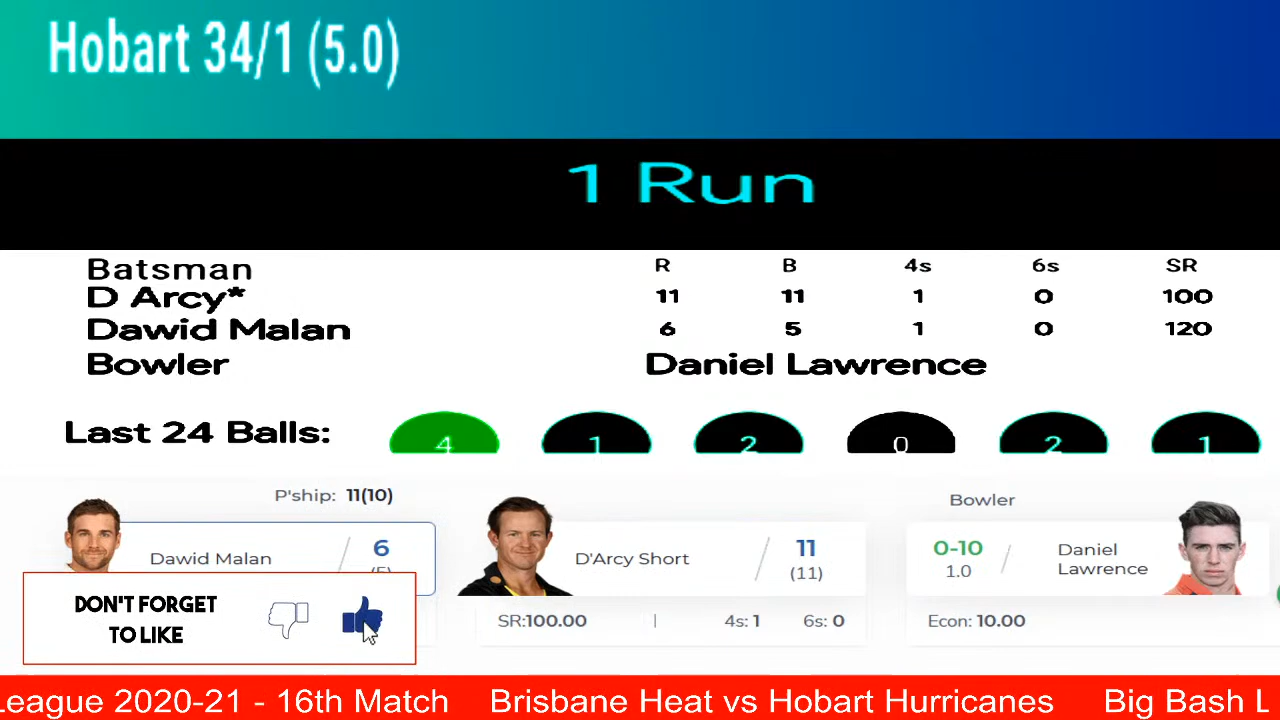 Hobart 34/1 (5.0)
1 Run
Batsman R B 4s 6s SR
D Arcy* 11 11 1 0 100
Dawid Malan 6 5 1 0 120
Bowler Daniel Lawrence
Last 24 Balls: 4 1 2 0 2 1
P'ship: 11(10)
Dawid Malan 6
D'Arcy Short 11
(11)
SR:100.00 4s: 1 6s: 0
Bowler
0-10
1.0
Daniel
Lawrence
Econ: 10.00
DON'T FORGET
TO LIKE
League 2020-21 - 16th Match Brisbane Heat vs Hobart Hurricanes Big Bash L